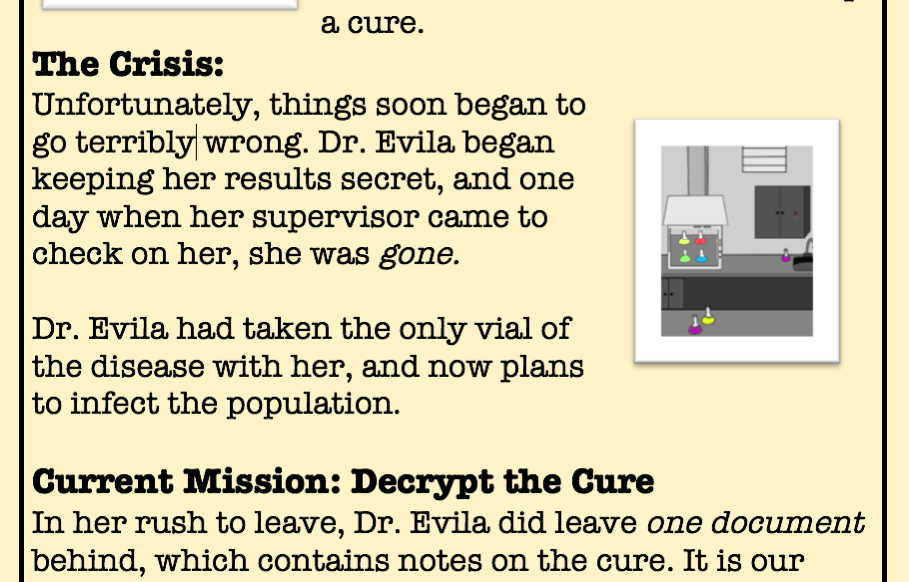 a cure.
The Crisis:
Unfortunately, things soon began to
go terribly wrong. Dr. Evila began
keeping her results secret, and one
day when her supervisor came to
check on her, she was gone.
Dr. Evila had taken the only vial of
the disease with her, and now plans
to infect the population.
Current Mission: Decrypt the Cure
In her rush to leave, Dr. Evila did leave one document
behind, which contains notes on the cure. It is our